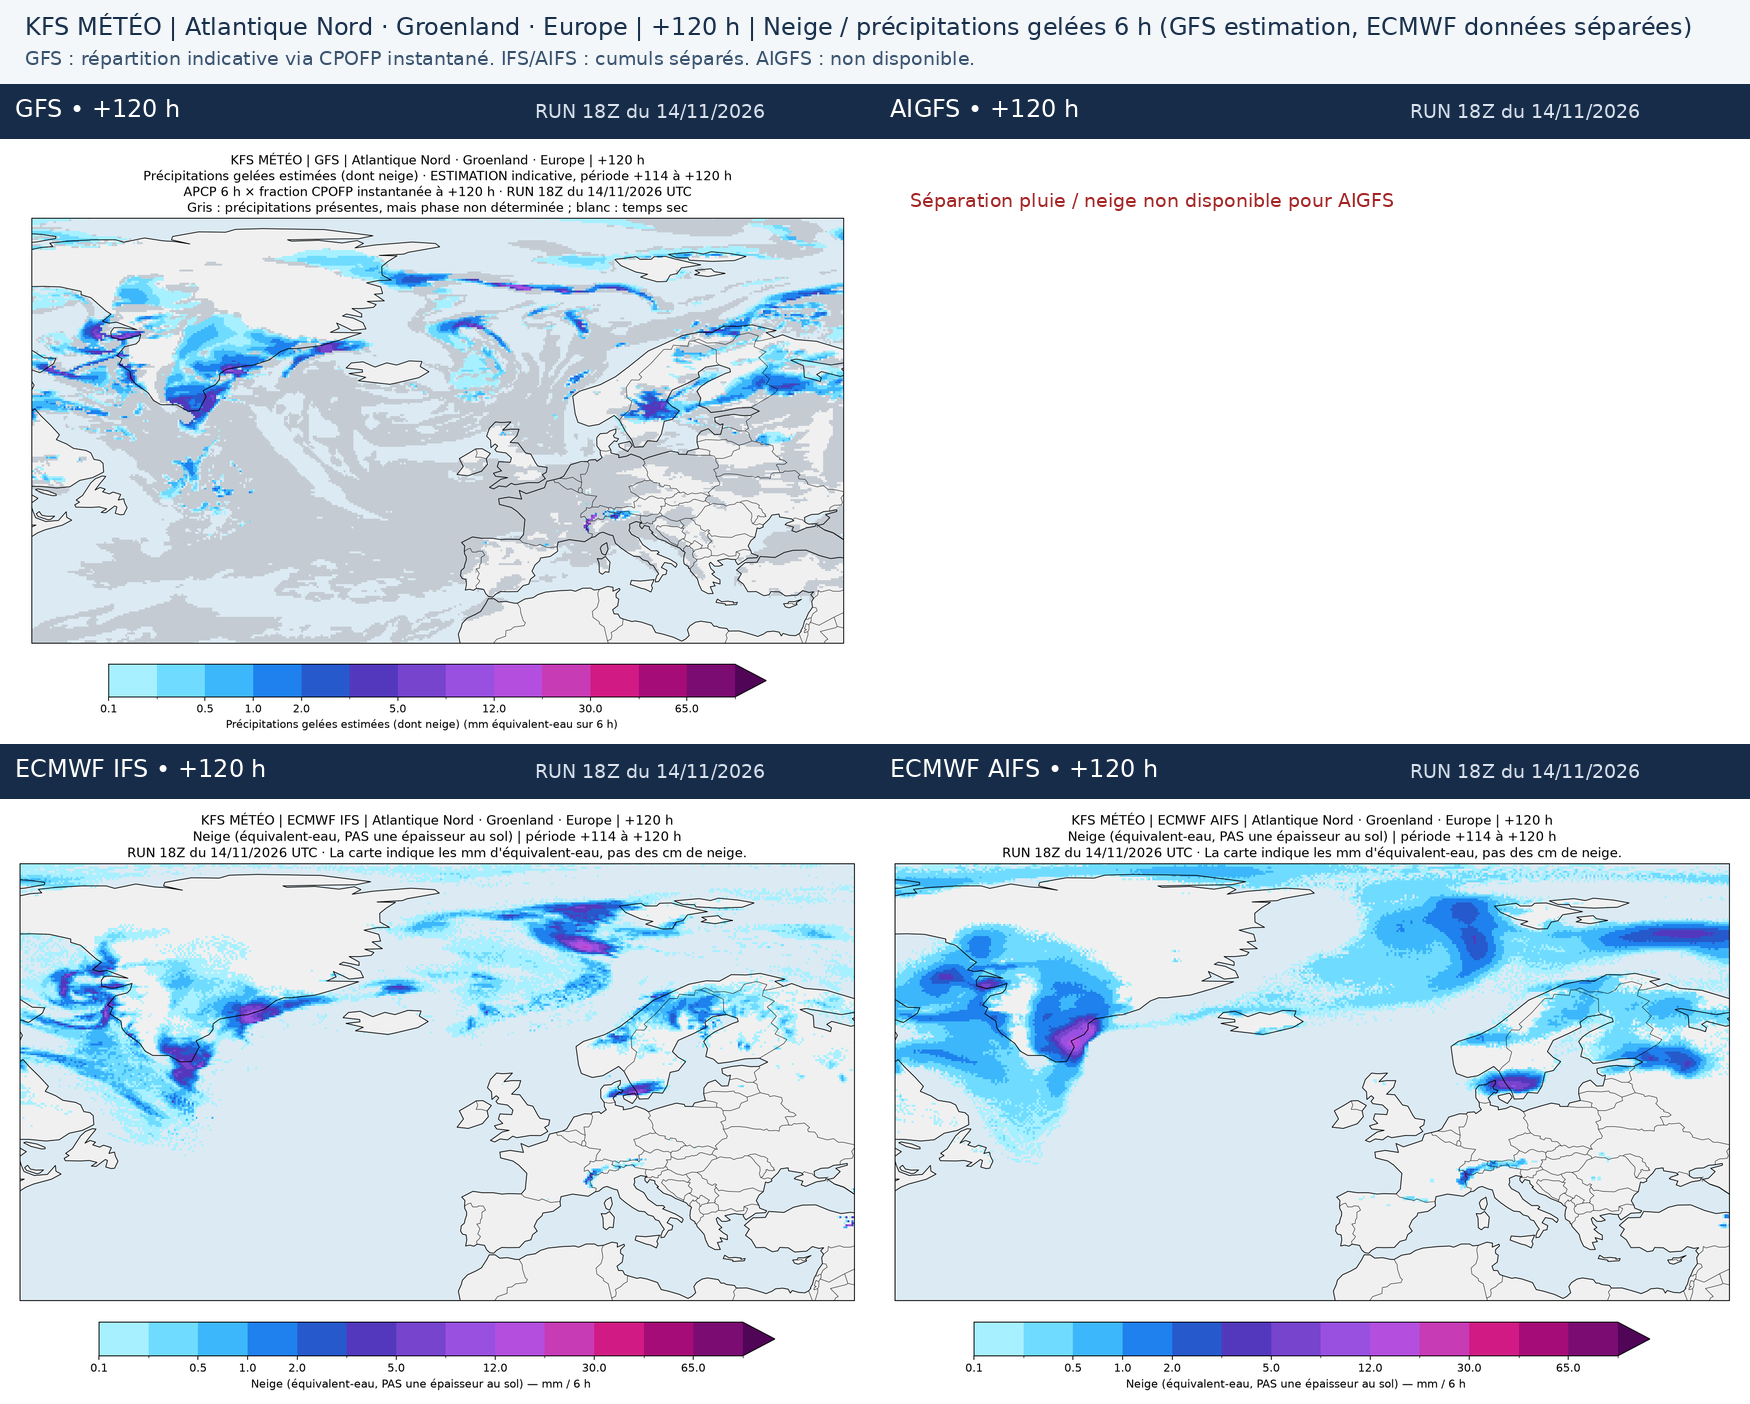 KFS MÉTÉO | Atlantique Nord · Groenland · Europe | +120 h | Neige / précipitations gelées 6 h (GFS estimation, ECMWF données séparées)
GFS : répartition indicative via CPOFP instantané. IFS/AIFS : cumuls séparés. AIGFS : non disponible.
GFS • +120 h
RUN 18Z du 14/11/2026
AIGFS • +120 h
RUN 18Z du 14/11/2026
KFS MÉTÉO | GFS | Atlantique Nord · Groenland · Europe | +120 h
Précipitations gelées estimées (dont neige) · ESTIMATION indicative, période +114 à +120 h
APCP 6 h × fraction CPOFP instantanée à +120 h · RUN 18Z du 14/11/2026 UTC
Gris : précipitations présentes, mais phase non déterminée ; blanc : temps sec
Séparation pluie / neige non disponible pour AIGFS
0.1 0.5 1.0 2.0 5.0 12.0 30.0 65.0
Précipitations gelées estimées (dont neige) (mm équivalent-eau sur 6 h)
ECMWF IFS • +120 h
RUN 18Z du 14/11/2026
ECMWF AIFS • +120 h
RUN 18Z du 14/11/2026
KFS MÉTÉO | ECMWF IFS | Atlantique Nord · Groenland · Europe | +120 h
Neige (équivalent-eau, PAS une épaisseur au sol) | période +114 à +120 h
RUN 18Z du 14/11/2026 UTC · La carte indique les mm d'équivalent-eau, pas des cm de neige.
KFS MÉTÉO | ECMWF AIFS | Atlantique Nord · Groenland · Europe | +120 h
Neige (équivalent-eau, PAS une épaisseur au sol) | période +114 à +120 h
RUN 18Z du 14/11/2026 UTC · La carte indique les mm d'équivalent-eau, pas des cm de neige.
0.1 0.5 1.0 2.0 5.0 12.0 30.0 65.0
Neige (équivalent-eau, PAS une épaisseur au sol) — mm / 6 h
0.1 0.5 1.0 2.0 5.0 12.0 30.0 65.0
Neige (équivalent-eau, PAS une épaisseur au sol) — mm / 6 h